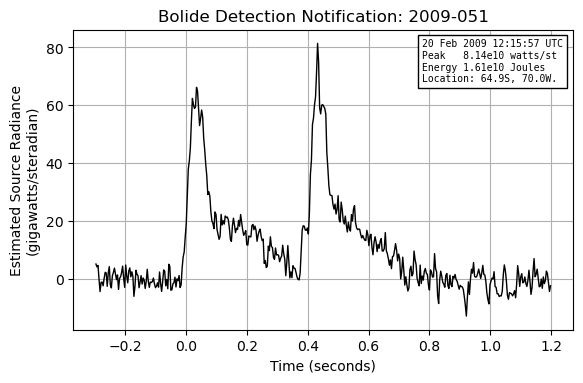 Bolide Detection Notification: 2009-051
20 Feb 2009 12:15:57 UTC
Peak   8.14e10 watts/st
Energy 1.61e10 Joules
Location: 64.9S, 70.0W.
Estimated Source Radiance
(gigawatts/steradian)
80
60
40
20
0
−0.2 0.0 0.2 0.4 0.6 0.8 1.0 1.2
Time (seconds)